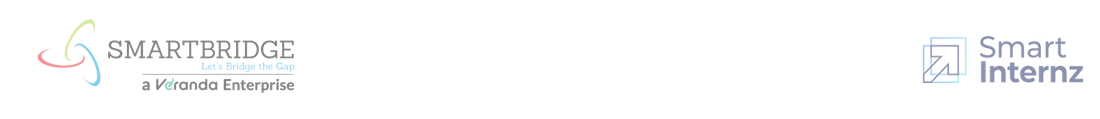 SMARTBRIDGE
Let's Bridge the Gap
a Veranda Enterprise
Smart
Internz